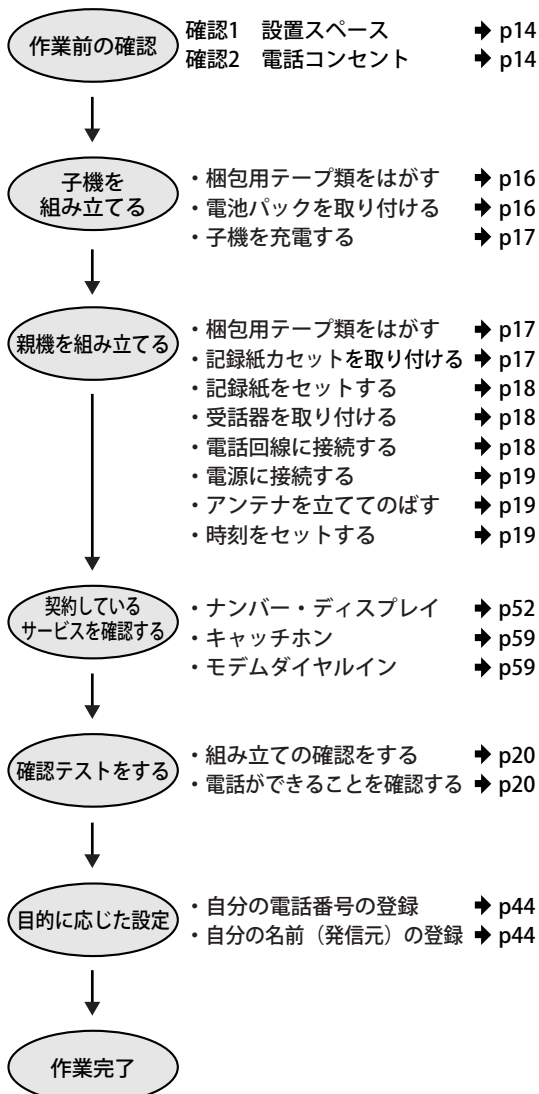 作業前の確認
確認1　設置スペース　➡ p14
確認2　電話コンセント　➡ p14
子機を
組み立てる
・梱包用テープ類をはがす　➡ p16
・電池パックを取り付ける　➡ p16
・子機を充電する　➡ p17
親機を組み立てる
・梱包用テープ類をはがす　➡ p17
・記録紙カセットを取り付ける　➡ p17
・記録紙をセットする　➡ p18
・受話器を取り付ける　➡ p18
・電話回線に接続する　➡ p18
・電源に接続する　➡ p19
・アンテナを立ててのばす　➡ p19
・時刻をセットする　➡ p19
契約している
サービスを確認する
・ナンバー・ディスプレイ　➡ p52
・キャッチホン　➡ p59
・モデムダイヤルイン　➡ p59
確認テストをする
・組み立ての確認をする　➡ p20
・電話ができることを確認する　➡ p20
目的に応じた設定
・自分の電話番号の登録　➡ p44
・自分の名前（発信元）の登録　➡ p44
作業完了